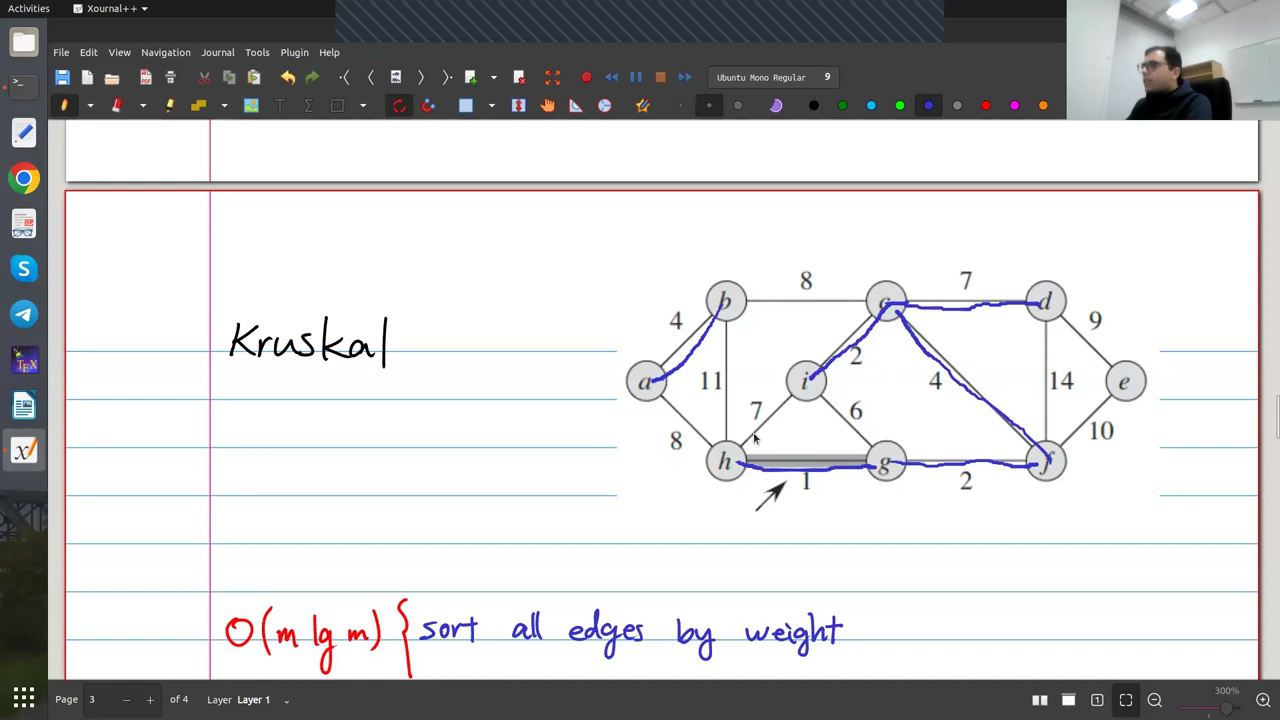 Activities Xournal++
File Edit View Navigation Journal Tools Plugin Help
Ubuntu Mono Regular 9
Kruskal
8 7
b c d
4 9
2
a 11 i 4 14 e
7 6
8 10
h g f
1 2
O(m lg m) { sort all edges by weight
Page 3 of 4 Layer Layer 1
300%